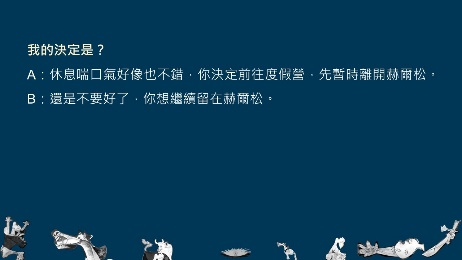 我的決定是？
A：休息喘口氣好像也不錯，你決定前往度假營，先暫時離開赫爾松。
B：還是不要好了，你想繼續留在赫爾松。